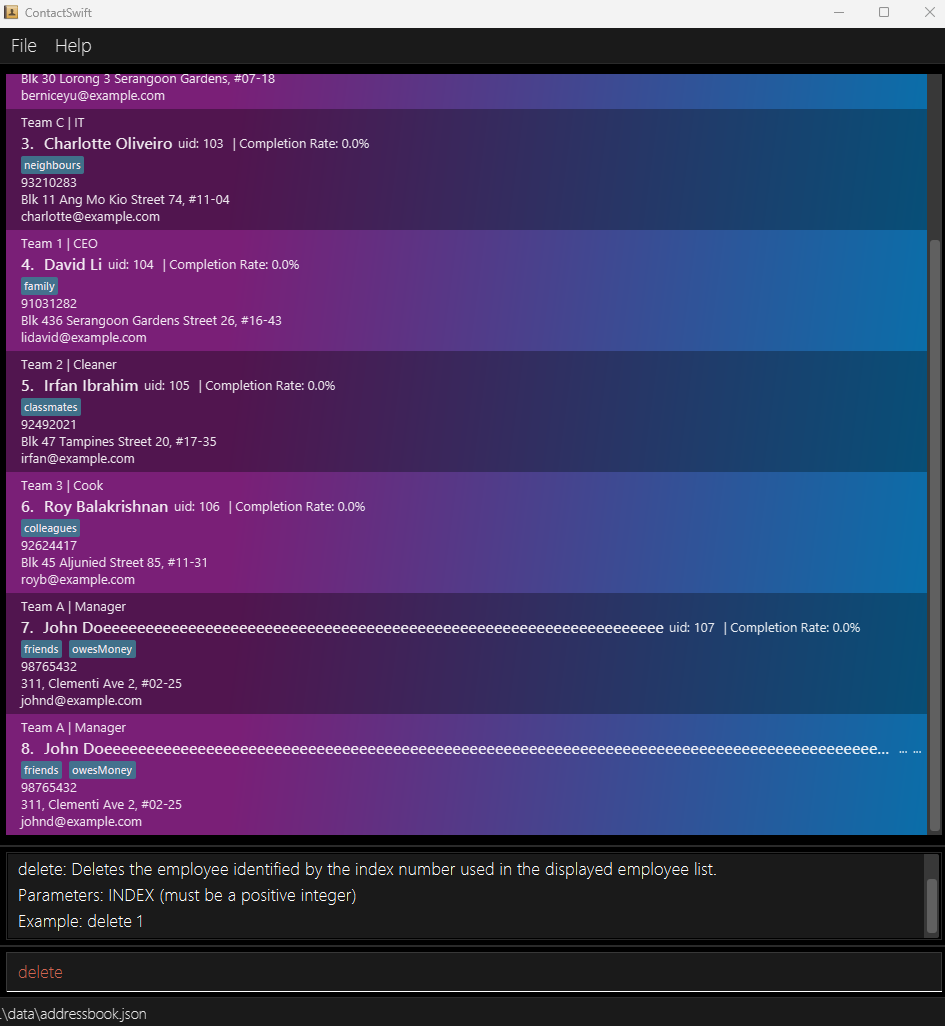 ContactSwift
File Help
Blk 30 Lorong 3 Serangoon Gardens, #07-18
berniceyu@example.com
Team C | IT
3. Charlotte Oliveiro uid: 103 | Completion Rate: 0.0%
neighbours
93210283
Blk 11 Ang Mo Kio Street 74, #11-04
charlotte@example.com
Team 1 | CEO
4. David Li uid: 104 | Completion Rate: 0.0%
family
91031282
Blk 436 Serangoon Gardens Street 26, #16-43
lidavid@example.com
Team 2 | Cleaner
5. Irfan Ibrahim uid: 105 | Completion Rate: 0.0%
classmates
92492021
Blk 47 Tampines Street 20, #17-35
irfan@example.com
Team 3 | Cook
6. Roy Balakrishnan uid: 106 | Completion Rate: 0.0%
colleagues
92624417
Blk 45 Aljunied Street 85, #11-31
royb@example.com
Team A | Manager
7. John Doeeeeeeeeeeeeeeeeeeeeeeeeeeeeeeeeeeeeeeeeeeeeeeeeeeeeeeeeeeeeeeeeee uid: 107 | Completion Rate: 0.0%
friends owesMoney
98765432
311, Clementi Ave 2, #02-25
johnd@example.com
Team A | Manager
8. John Doeeeeeeeeeeeeeeeeeeeeeeeeeeeeeeeeeeeeeeeeeeeeeeeeeeeeeeeeeeeeeeeeeeeeeeeeeeeeeeeeeeeeeeeeeee... ... ...
friends owesMoney
98765432
311, Clementi Ave 2, #02-25
johnd@example.com
delete: Deletes the employee identified by the index number used in the displayed employee list.
Parameters: INDEX (must be a positive integer)
Example: delete 1
delete
.\data\addressbook.json